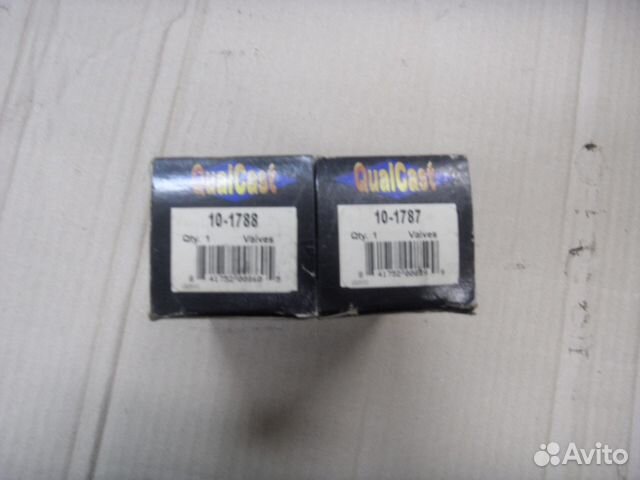 QualCast
10-1788
Qty. 1 Valves
QualCast
10-1787
Qty. 1 Valves
Avito